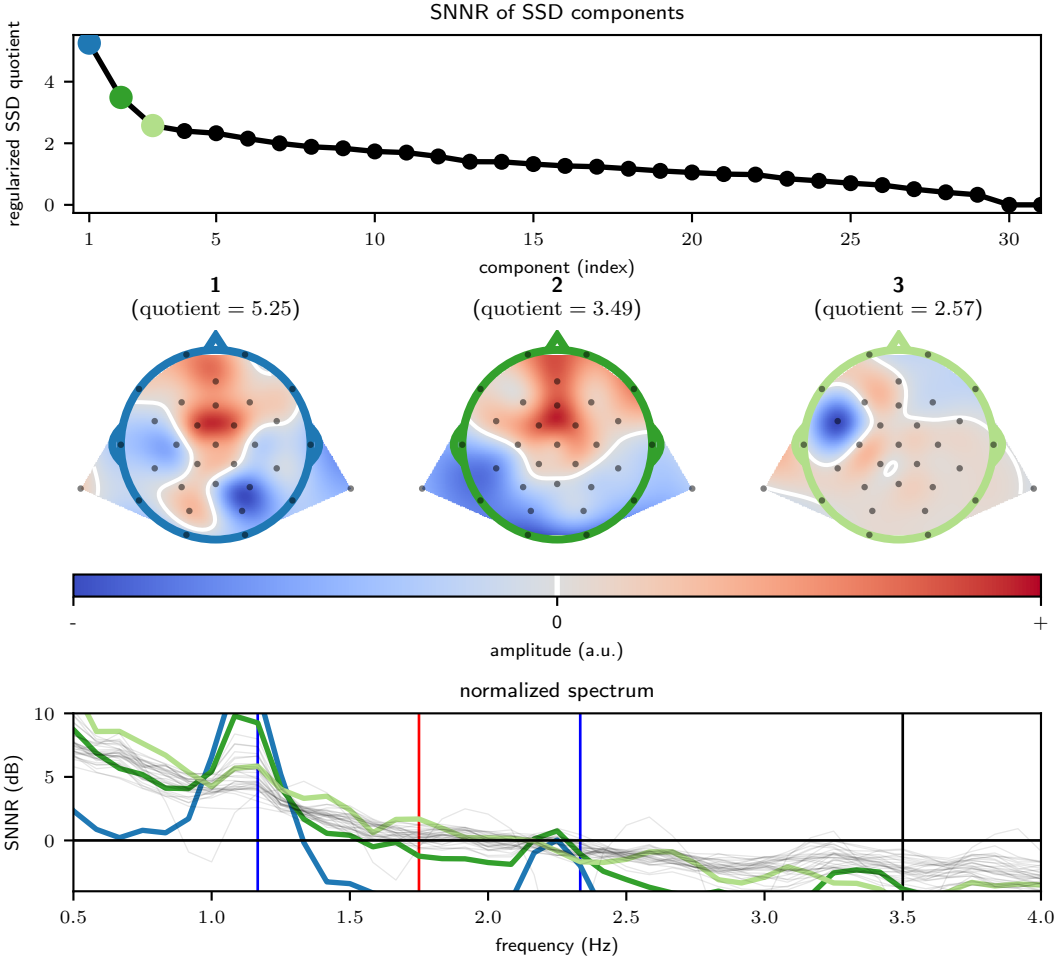 SNNR of SSD components
regularized SSD quotient
4
2
0
1 5 10 15 20 25 30
component (index)
1 2 3
(quotient = 5.25) (quotient = 3.49) (quotient = 2.57)
- 0 +
amplitude (a.u.)
normalized spectrum
SNNR (dB)
10
5
0
0.5 1.0 1.5 2.0 2.5 3.0 3.5 4.0
frequency (Hz)